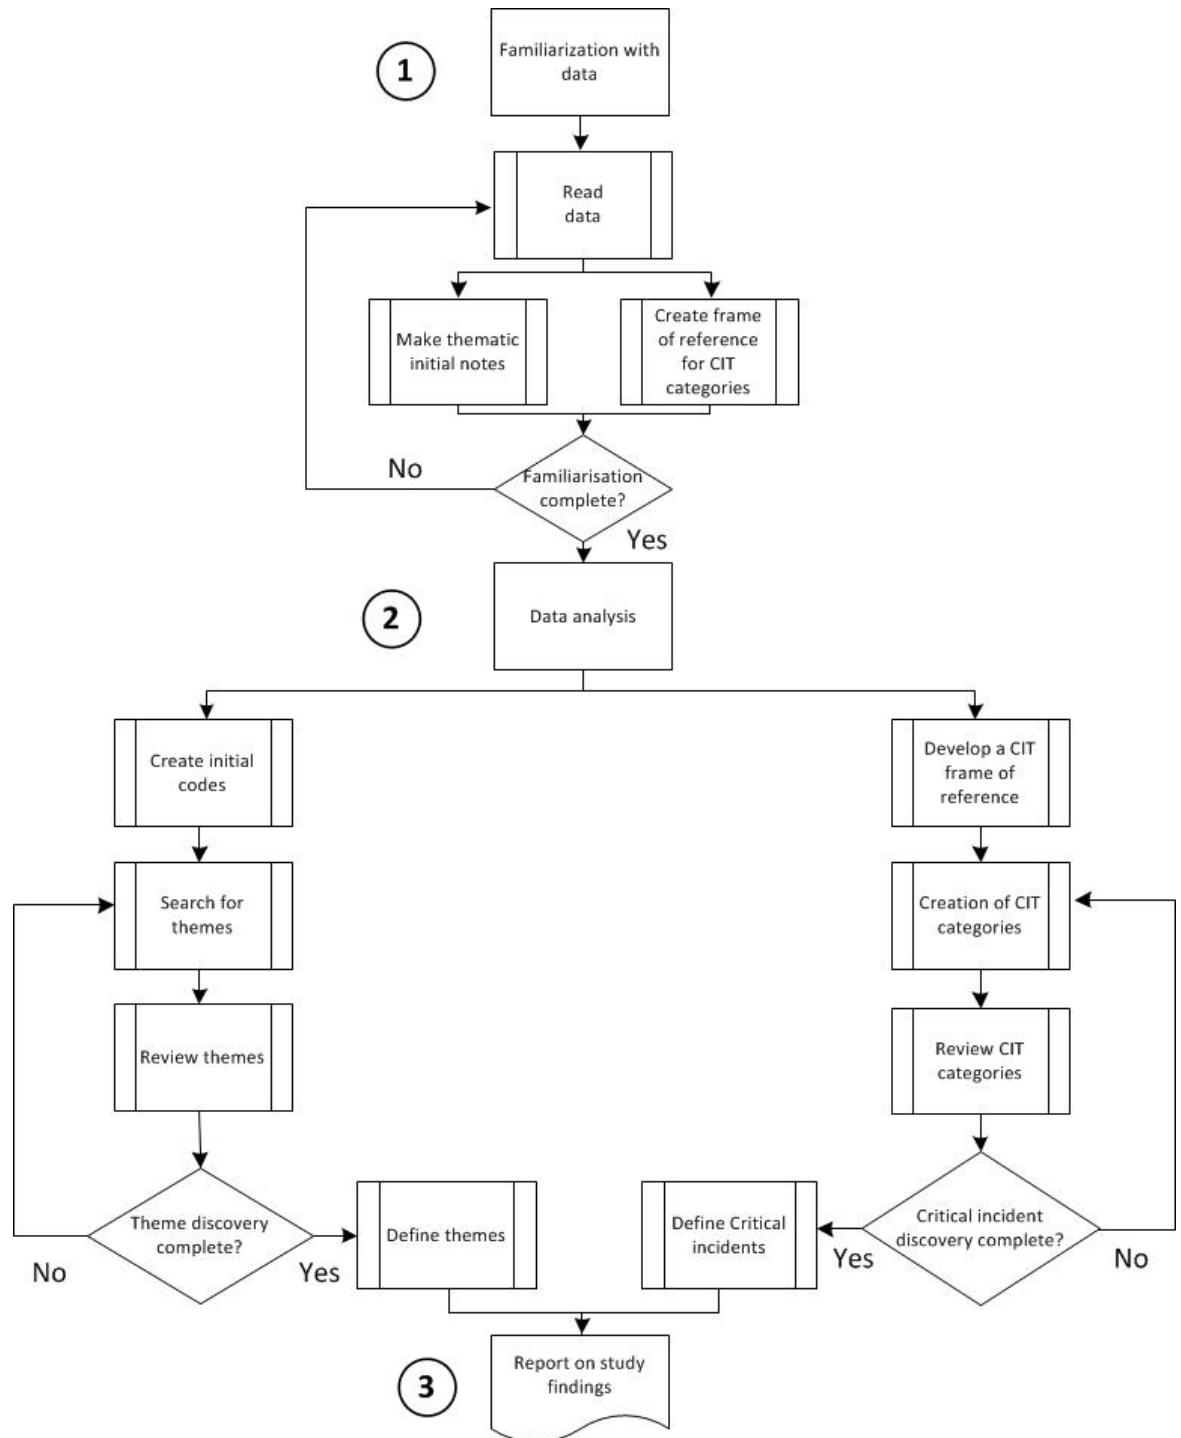 1
Familiarization with
data
Read
data
Make thematic
initial notes
Create frame
of reference
for CIT
categories
No
Familiarisation
complete?
Yes
2
Data analysis
Create initial
codes
Develop a CIT
frame of
reference
Search for
themes
Creation of CIT
categories
Review themes
Review CIT
categories
Theme discovery
complete?
No
Yes
Define themes
Define Critical
incidents
Yes
Critical incident
discovery complete?
No
3
Report on study
findings